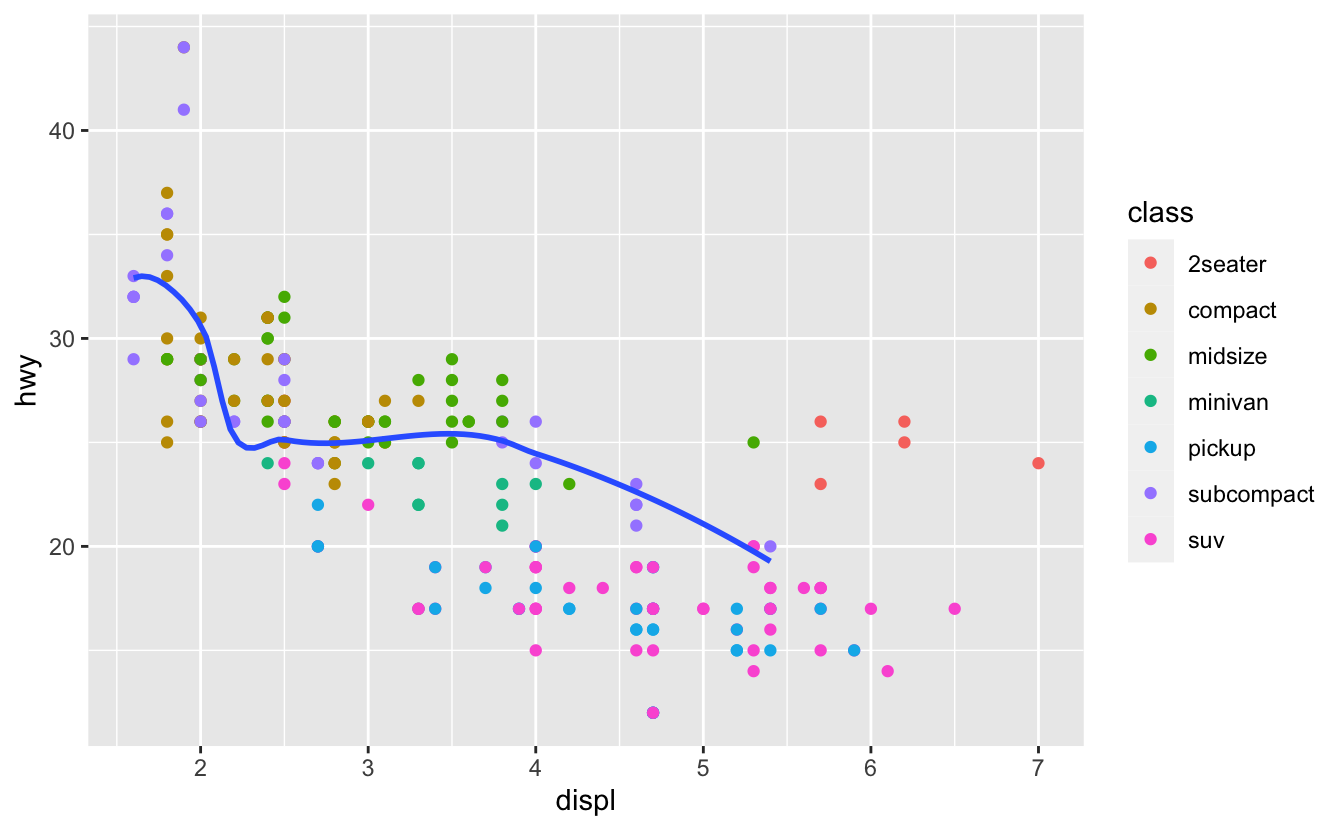 40
30
20
hwy
2 3 4 5 6 7
displ
class
2seater
compact
midsize
minivan
pickup
subcompact
suv